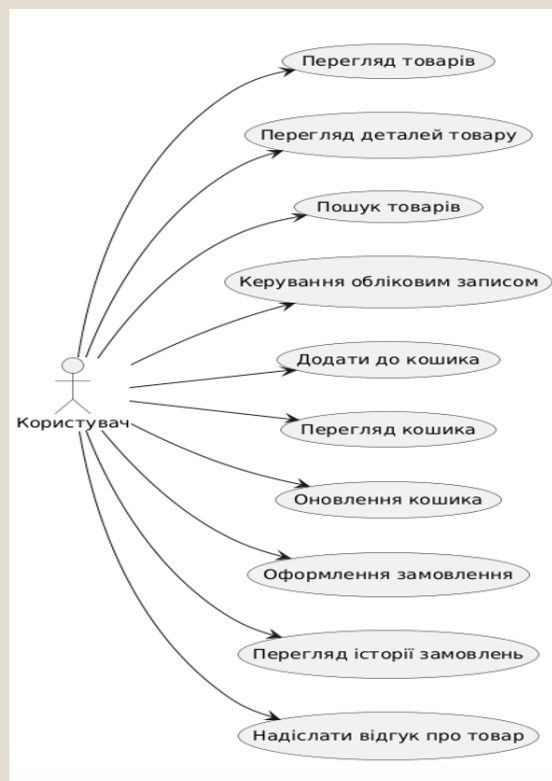 Перегляд товарів
Перегляд деталей товару
Пошук товарів
Керування обліковим записом
Додати до кошика
Користувач
Перегляд кошика
Оновлення кошика
Оформлення замовлення
Перегляд історії замовлень
Надіслати відгук про товар